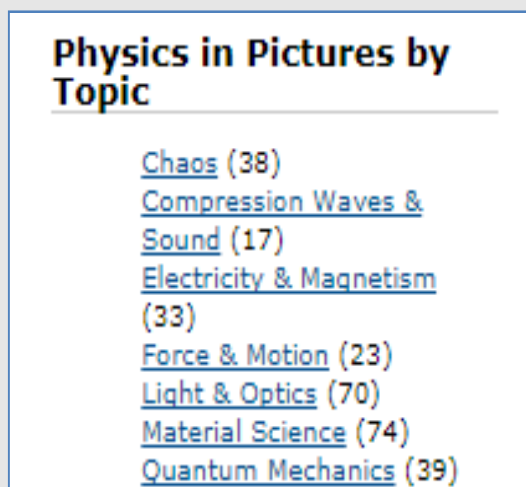 Physics in Pictures by
Topic
Chaos (38)
Compression Waves &
Sound (17)
Electricity & Magnetism
(33)
Force & Motion (23)
Light & Optics (70)
Material Science (74)
Quantum Mechanics (39)